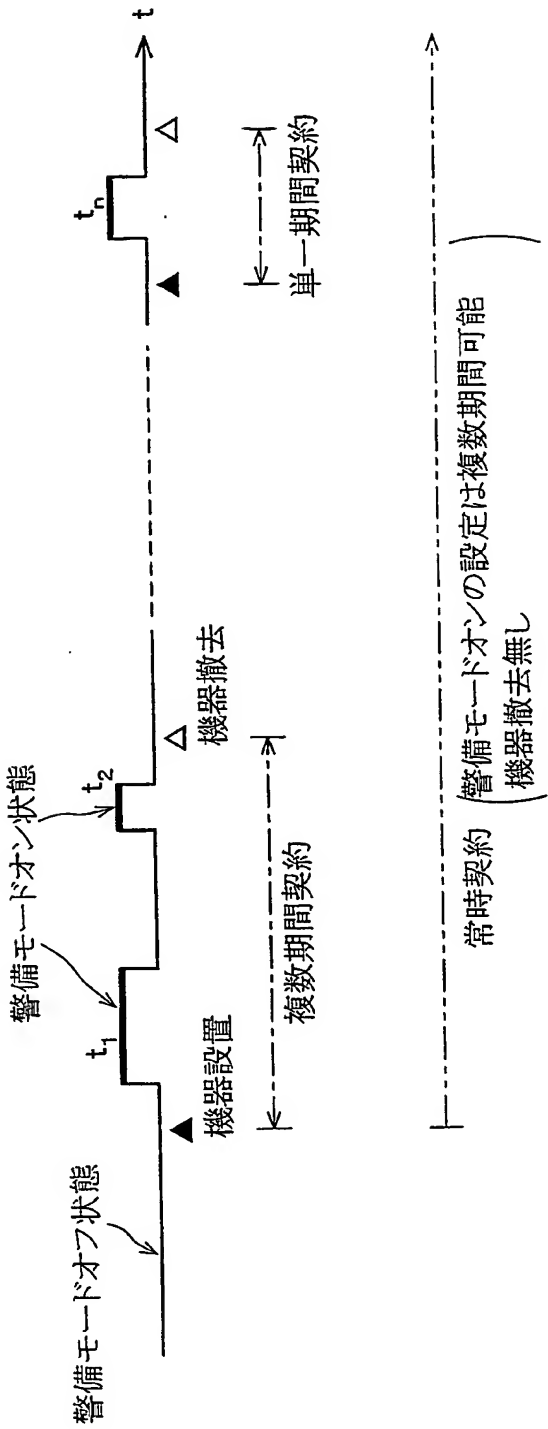 警備モードオフ状態
警備モードオン状態
t1
t2
tn
t
機器設置
機器撤去
複数期間契約
単一期間契約
常時契約
警備モードオンの設定は複数期間可能
機器撤去無し